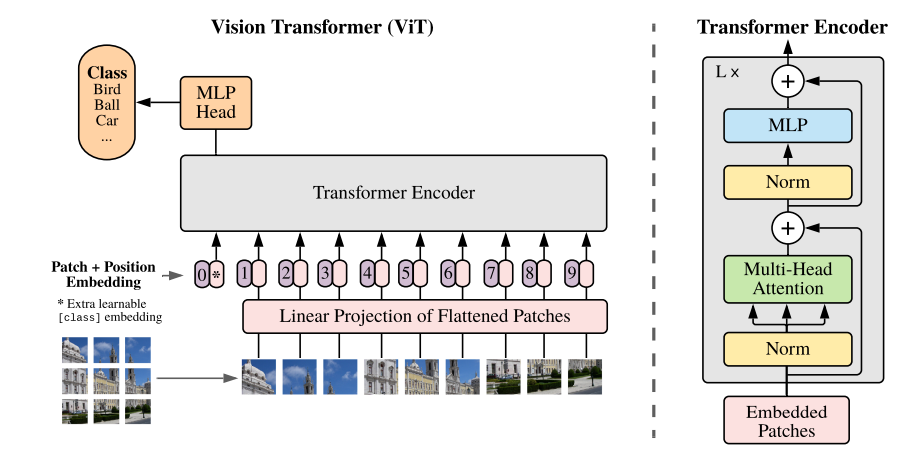 Vision Transformer (ViT)
Class
Bird
Ball
Car
...
MLP
Head
Transformer Encoder
Patch + Position
Embedding
* Extra learnable
[class] embedding
0 * 1 2 3 4 5 6 7 8 9
Linear Projection of Flattened Patches
Transformer Encoder
L x
+
MLP
Norm
+
Multi-Head
Attention
Norm
Embedded
Patches